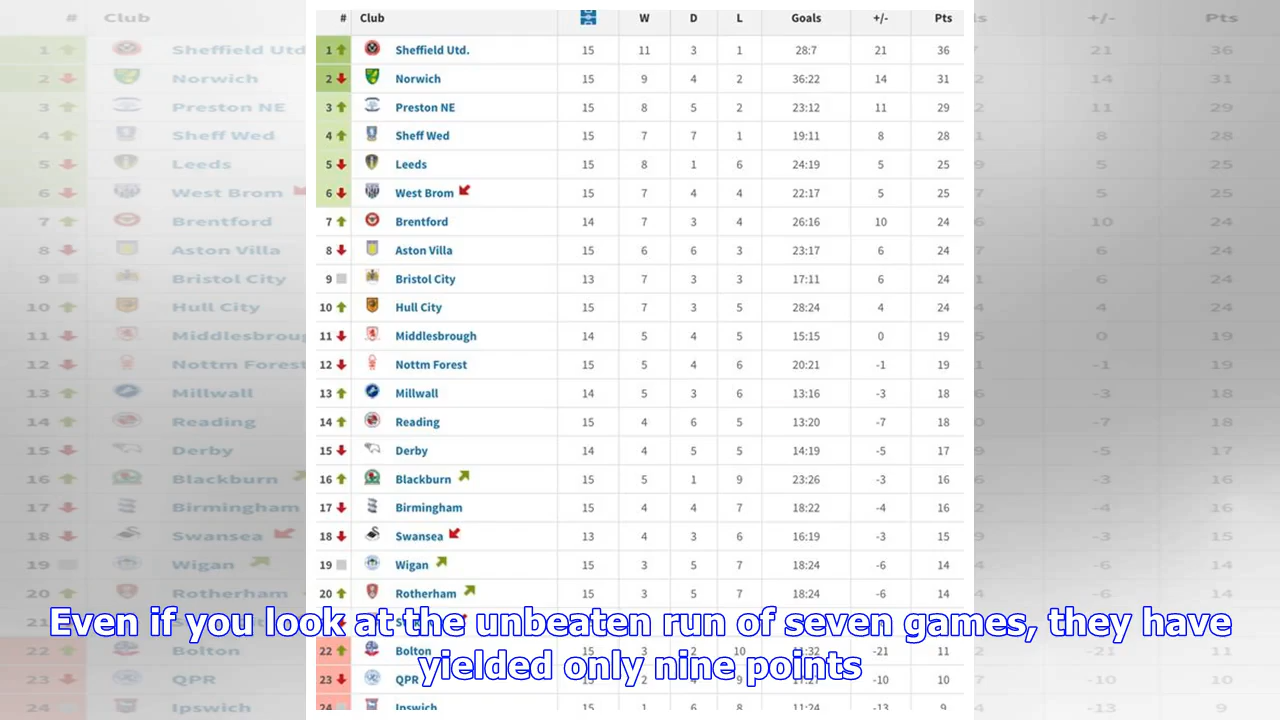 # Club W D L Goals +/- Pts
1 Sheffield Utd. 15 11 3 1 28:7 21 36
2 Norwich 15 9 4 2 36:22 14 31
3 Preston NE 15 8 5 2 23:12 11 29
4 Sheff Wed 15 7 7 1 19:11 8 28
5 Leeds 15 8 1 6 24:19 5 25
6 West Brom 15 7 4 4 22:17 5 25
7 Brentford 14 7 3 4 26:16 10 24
8 Aston Villa 15 6 6 3 23:17 6 24
9 Bristol City 13 7 3 3 17:11 6 24
10 Hull City 15 7 3 5 28:24 4 24
11 Middlesbrough 14 5 4 5 15:15 0 19
12 Nottm Forest 15 5 4 6 20:21 -1 19
13 Millwall 14 5 3 6 13:16 -3 18
14 Reading 15 4 6 5 13:20 -7 18
15 Derby 14 4 5 5 14:19 -5 17
16 Blackburn 15 5 1 9 23:26 -3 16
17 Birmingham 15 4 4 7 18:22 -4 16
18 Swansea 13 4 3 6 16:19 -3 15
19 Wigan 15 3 5 7 18:24 -6 14
20 Rotherham 15 3 5 7 18:24 -6 14
Even if you look at the unbeaten run of seven games, they have
22 Bolton 10 -21 11
yielded only nine points
23 QPR 15 2 9 -10 10
24 Ipswich 15 1 6 8 11:24 -13 9